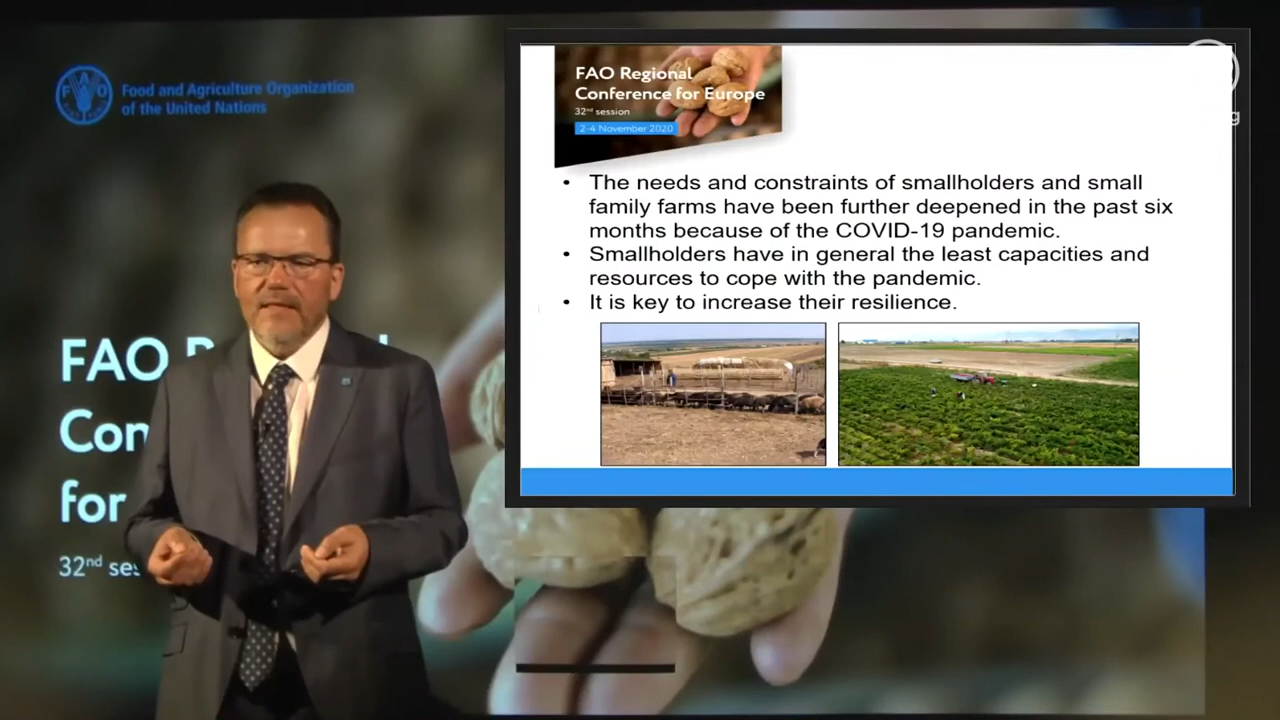 Food and Agriculture Organization
of the United Nations
FAO
Con
for
32nd ses
FAO Regional
Conference for Europe
32nd session
2-4 November 2020
• The needs and constraints of smallholders and small
family farms have been further deepened in the past six
months because of the COVID-19 pandemic.
• Smallholders have in general the least capacities and
resources to cope with the pandemic.
• It is key to increase their resilience.